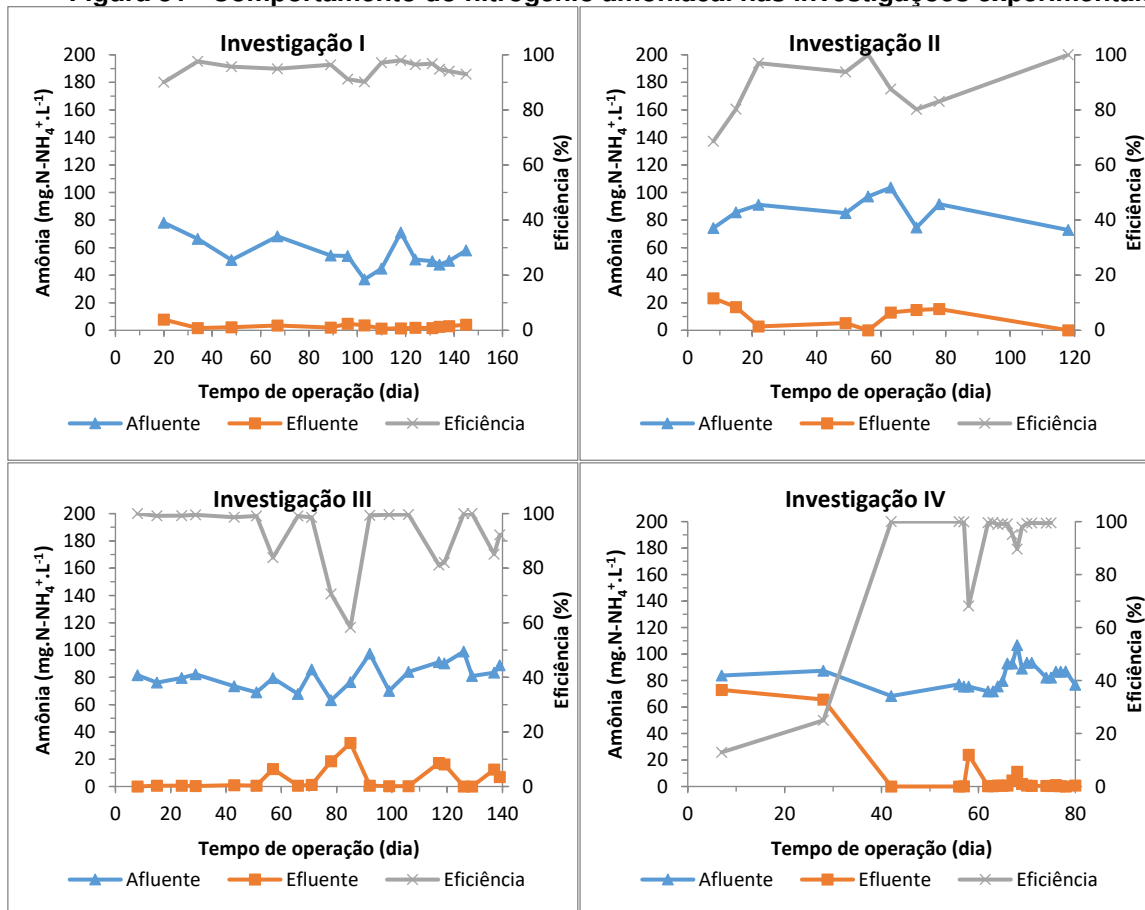 Investigação I
Amônia (mg.N-NH₄⁺.L⁻¹)
200
180
160
140
120
100
80
60
40
20
0
100
80
60
40
20
0
Eficiência (%)
0 20 40 60 80 100 120 140 160
Tempo de operação (dia)
Afluente Efluente Eficiência
Investigação II
Amônia (mg.N-NH₄⁺.L⁻¹)
200
180
160
140
120
100
80
60
40
20
0
100
80
60
40
20
0
Eficiência (%)
0 20 40 60 80 100 120
Tempo de operação (dia)
Afluente Efluente Eficiência
Investigação III
Amônia (mg.N-NH₄⁺.L⁻¹)
200
180
160
140
120
100
80
60
40
20
0
100
80
60
40
20
0
Eficiência (%)
0 20 40 60 80 100 120 140
Tempo de operação (dia)
Afluente Efluente Eficiência
Investigação IV
Amônia (mg.N-NH₄⁺.L⁻¹)
200
180
160
140
120
100
80
60
40
20
0
100
80
60
40
20
0
Eficiência (%)
0 20 40 60 80
Tempo de operação (dia)
Afluente Efluente Eficiência